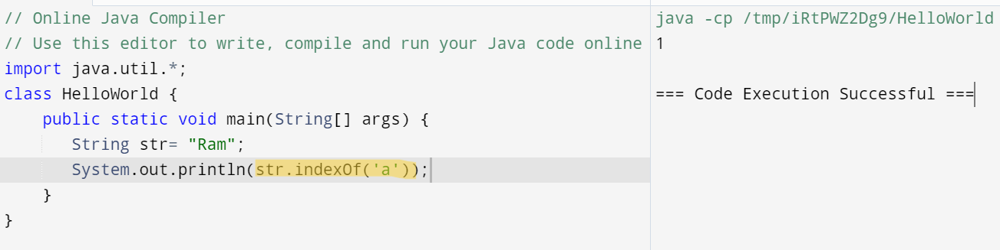 // Online Java Compiler
// Use this editor to write, compile and run your Java code online
import java.util.*;
class HelloWorld {
    public static void main(String[] args) {
       String str= "Ram";
       System.out.println(str.indexOf('a'));
    }
}
java -cp /tmp/iRtPWZ2Dg9/HelloWorld
1
=== Code Execution Successful ===